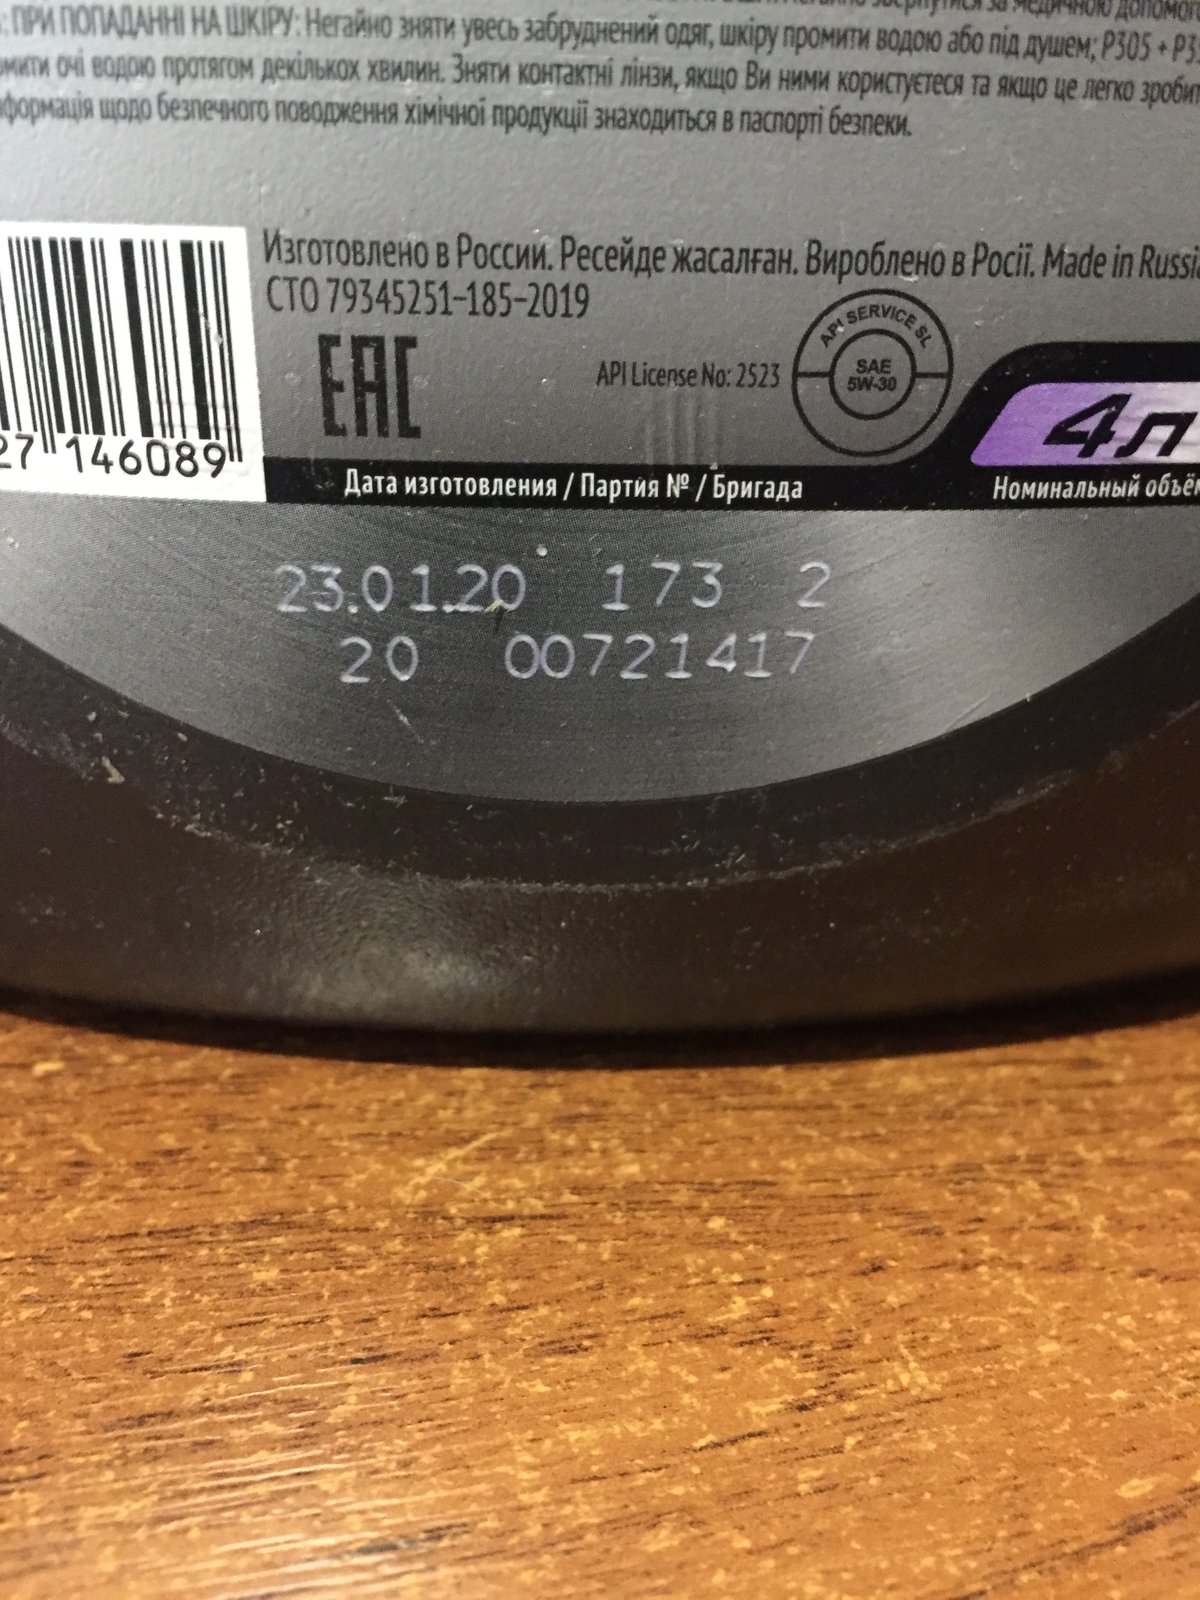 ПРИ ПОПАДАННІ НА ШКІРУ: Негайно зняти увесь забруднений одяг, шкіру промити водою або під душем; P305 + P3
очі водою протягом декількох хвилин. Зняти контактні лінзи, якщо Ви ними користуєтеся та якщо це легко зробит
щодо безпечного поводження хімічної продукції знаходиться в паспорті безпеки.
Изготовлено в России. Ресейде жасалған. Вироблено в Росії. Made in Russia
СТО 79345251-185-2019
EAC
API License No: 2523
API SERVICE SL
SAE
5W-30
4л
27 146089
Дата изготовления / Партия № / Бригада
Номинальный объём
23.01.20 173 2
20 00721417